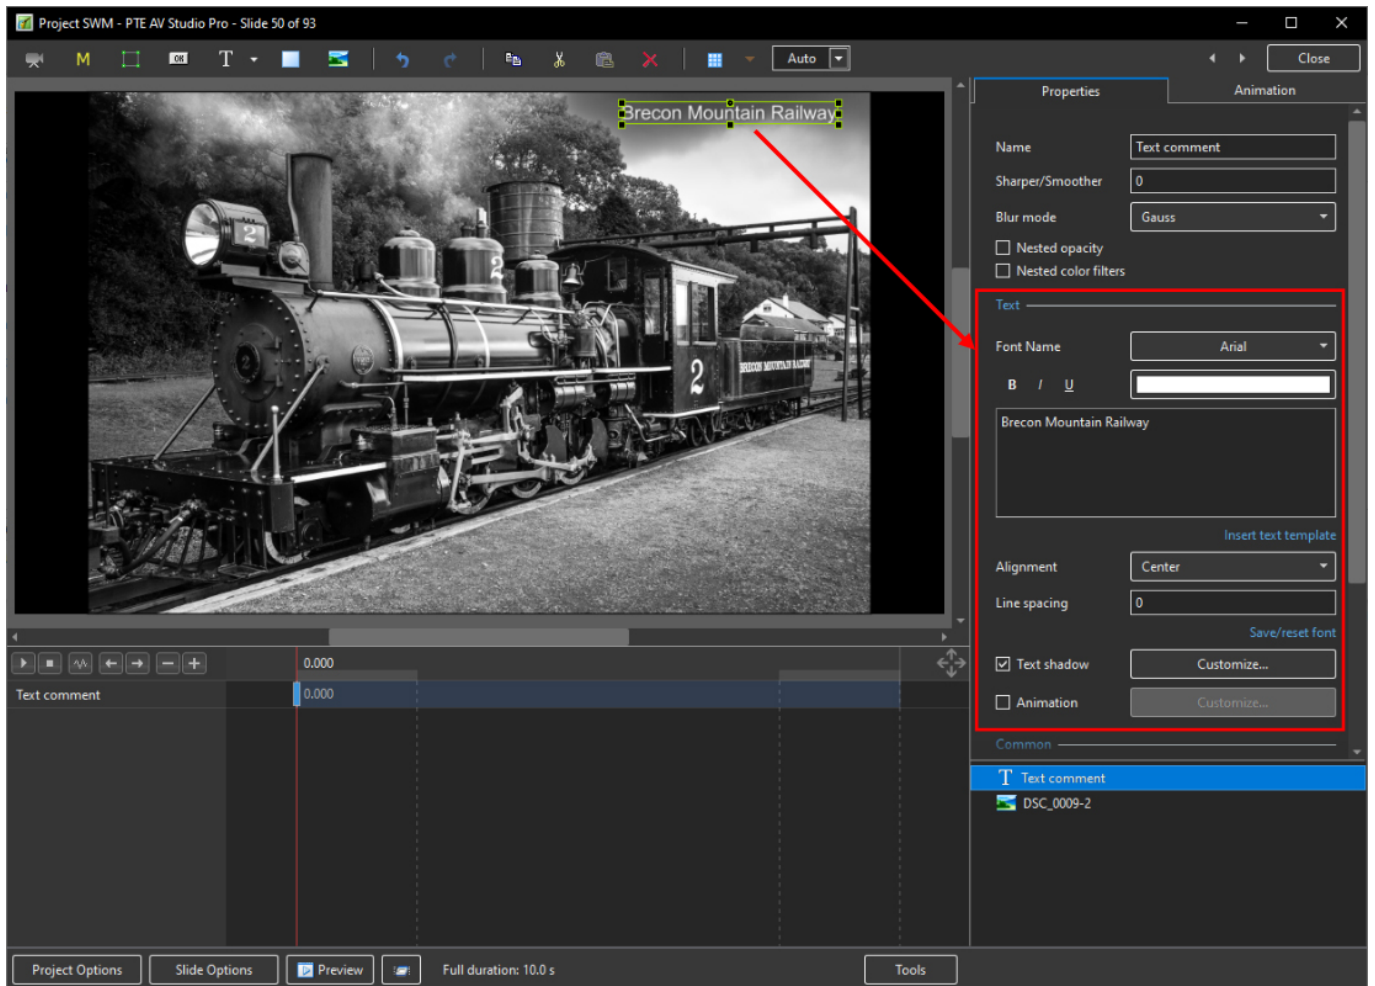 Project SWM - PTE AV Studio Pro - Slide 50 of 93
M OK T Auto Close
Properties Animation
Brecon Mountain Railway
Name Text comment
Sharper/Smoother 0
Blur mode Gauss
Nested opacity
Nested color filters
Text
Font Name Arial
B I U
Brecon Mountain Railway
Insert text template
Alignment Center
Line spacing 0
Save/reset font
Text shadow Customize...
Animation Customize...
Common
T Text comment
DSC_0009-2
2
2
2
2
BRECON MOUNTAIN RAILWAY
0.000
Text comment 0.000
Project Options Slide Options Preview Full duration: 10.0 s Tools